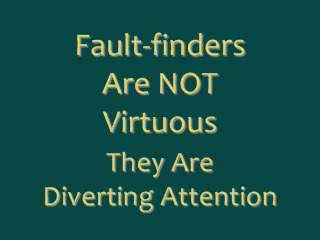 Fault-finders
Are NOT
Virtuous
They Are
Diverting Attention